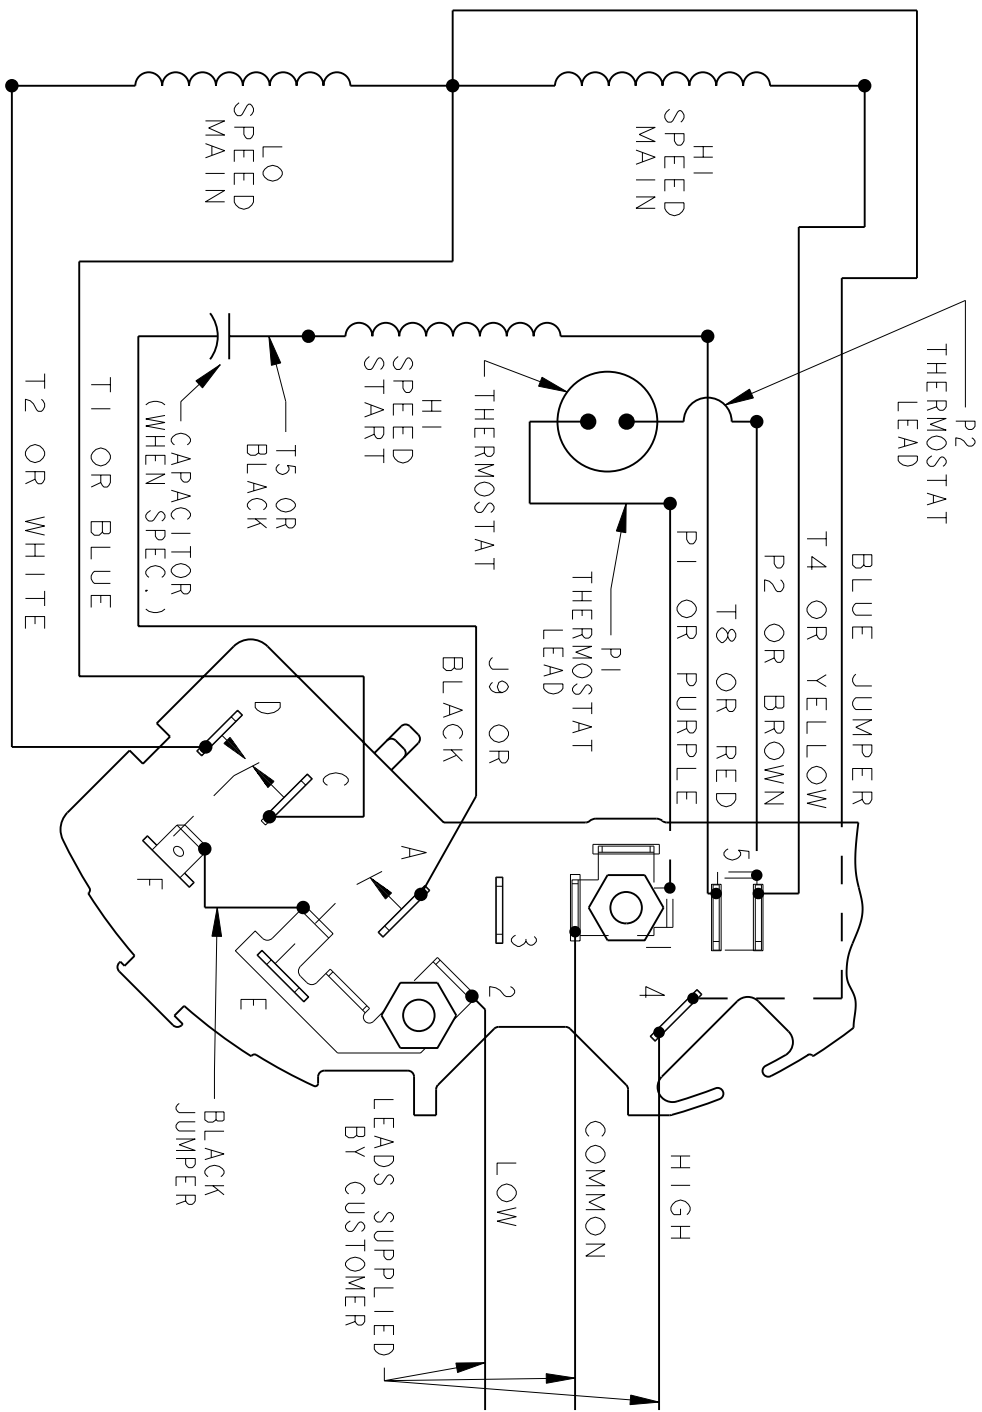 HI
SPEED
MAIN
LO
SPEED
MAIN
P2
THERMOSTAT
LEAD
THERMOSTAT
HI
SPEED
START
T5 OR
BLACK
CAPACITOR
(WHEN SPEC.)
P1
THERMOSTAT
LEAD
BLUE JUMPER
T4 OR YELLOW
P2 OR BROWN
T8 OR RED
P1 OR PURPLE
J9 OR
BLACK
T1 OR BLUE
T2 OR WHITE
5
1
4
3
2
A
C
D
E
F
HIGH
COMMON
LOW
LEADS SUPPLIED
BY CUSTOMER
BLACK
JUMPER